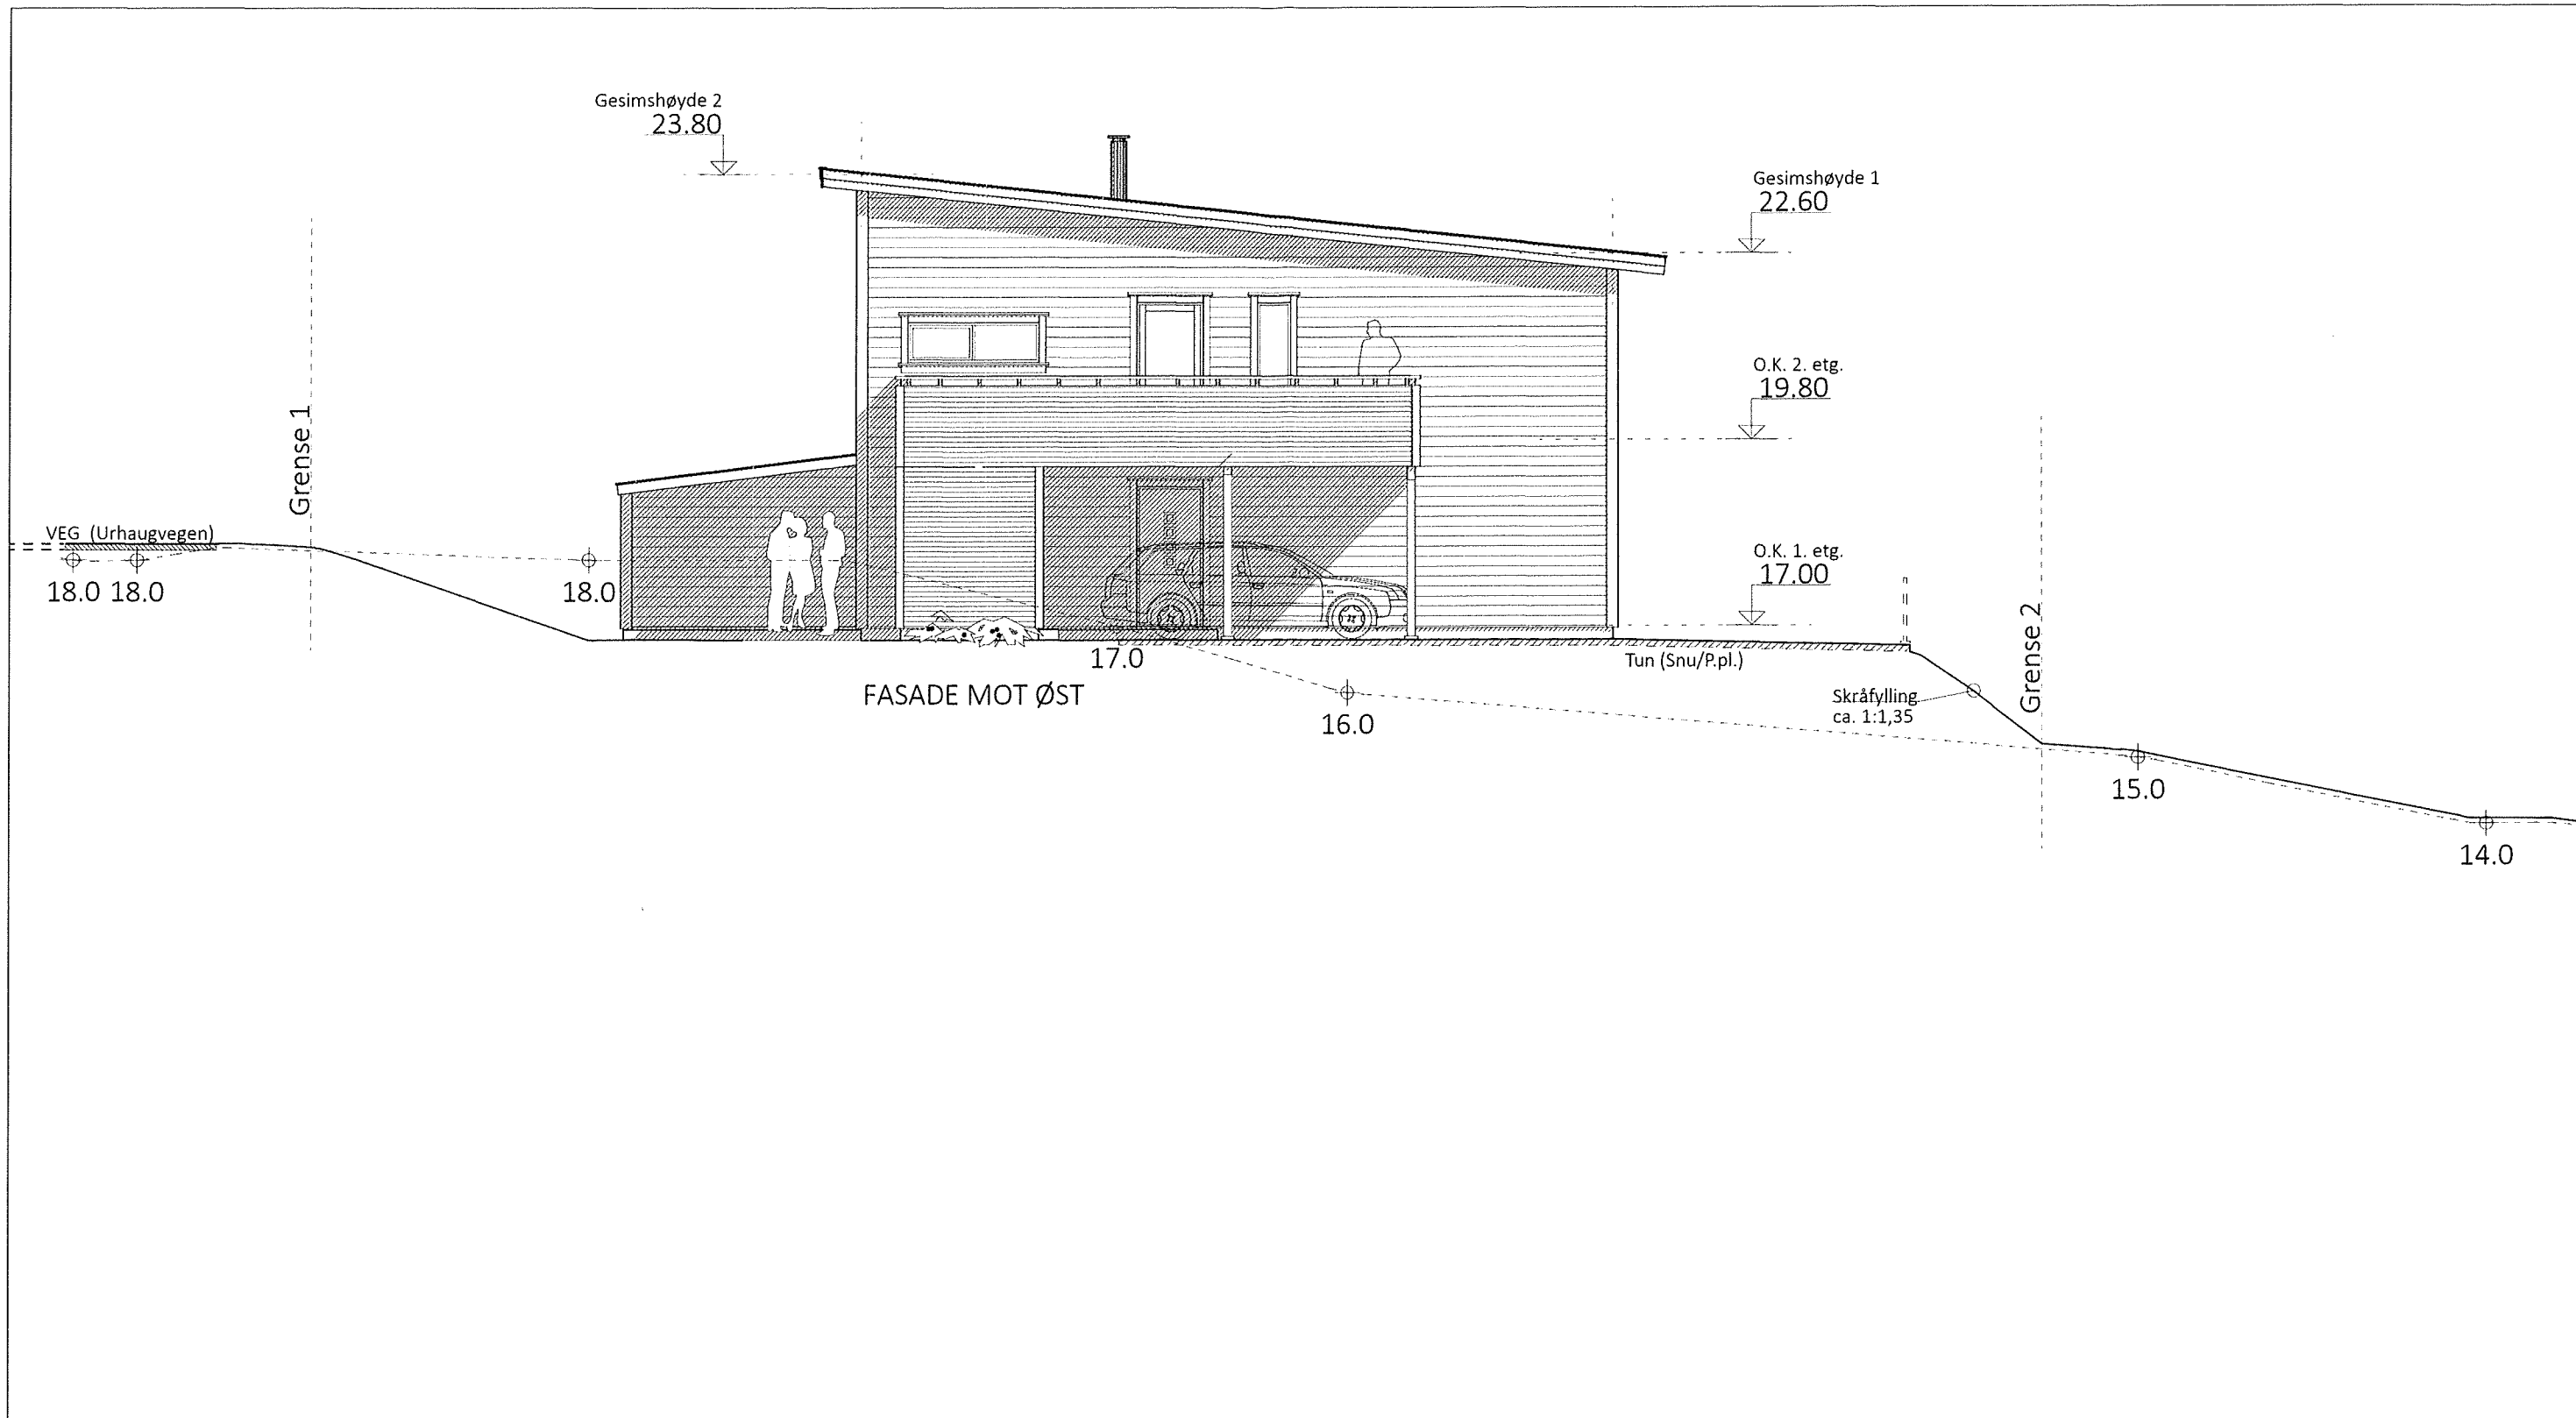 Gesimshøyde 2
23.80
Gesimshøyde 1
22.60
O.K. 2. etg.
19.80
Grense 1
VEG (Urhaugvegen)
O.K. 1. etg.
17.00
18.0 18.0
18.0
Grense 2
17.0
Tun (Snu/P.pl.)
FASADE MOT ØST
Skråfylling
ca. 1:1,35
16.0
15.0
14.0